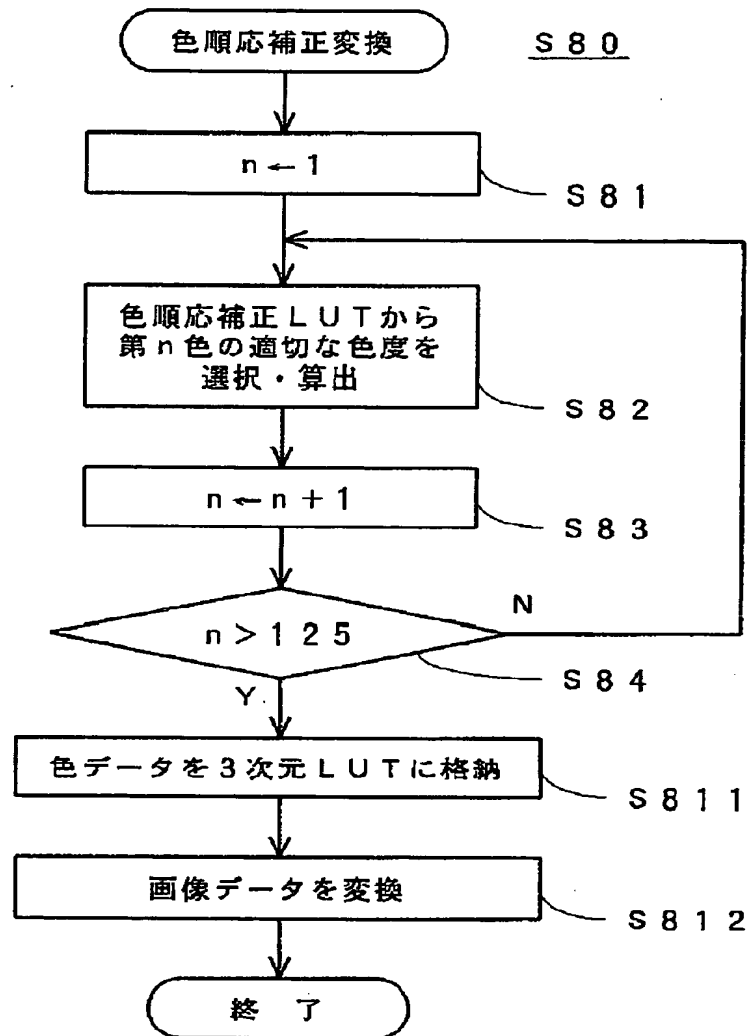 色順応補正変換
S80
n←1
S81
色順応補正LUTから
第n色の適切な色度を
選択・算出
S82
n←n+1
S83
n>125
N
S84
Y
色データを3次元LUTに格納
S811
画像データを変換
S812
終了